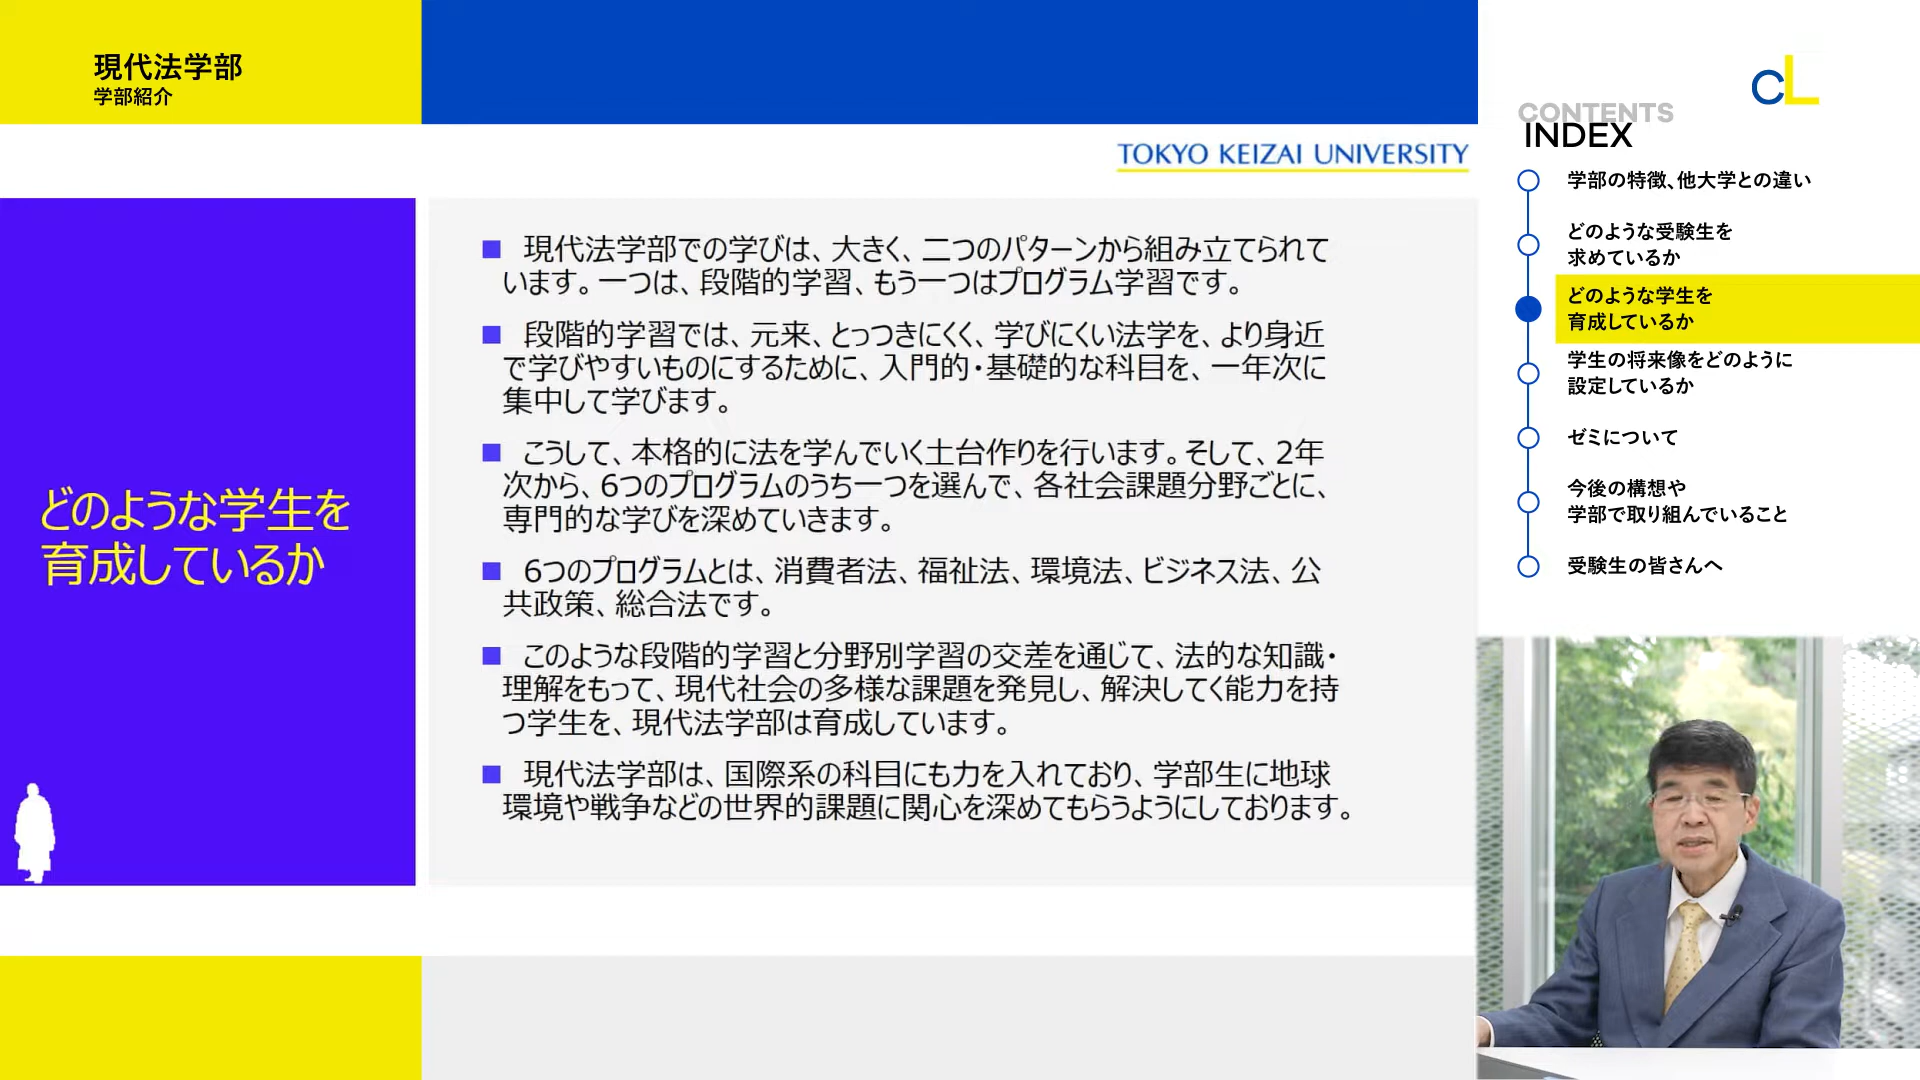 現代法学部
学部紹介
TOKYO KEIZAI UNIVERSITY
どのような学生を
育成しているか
■ 現代法学部での学びは、大きく、二つのパターンから組み立てられて
います。一つは、段階的学習、もう一つはプログラム学習です。
■ 段階的学習では、元来、とっつきにくく、学びにくい法学を、より身近
で学びやすいものにするために、入門的・基礎的な科目を、一年次に
集中して学びます。
■ こうして、本格的に法を学んでいく土台作りを行います。そして、2年
次から、6つのプログラムのうち一つを選んで、各社会課題分野ごとに、
専門的な学びを深めていきます。
■ 6つのプログラムとは、消費者法、福祉法、環境法、ビジネス法、公
共政策、総合法です。
■ このような段階的学習と分野別学習の交差を通じて、法的な知識・
理解をもって、現代社会の多様な課題を発見し、解決してく能力を持
つ学生を、現代法学部は育成しています。
■ 現代法学部は、国際系の科目にも力を入れており、学部生に地球
環境や戦争などの世界的課題に関心を深めてもらうようにしております。
CL
CONTENTS
INDEX
学部の特徴、他大学との違い
どのような受験生を
求めているか
どのような学生を
育成しているか
学生の将来像をどのように
設定しているか
ゼミについて
今後の構想や
学部で取り組んでいること
受験生の皆さんへ